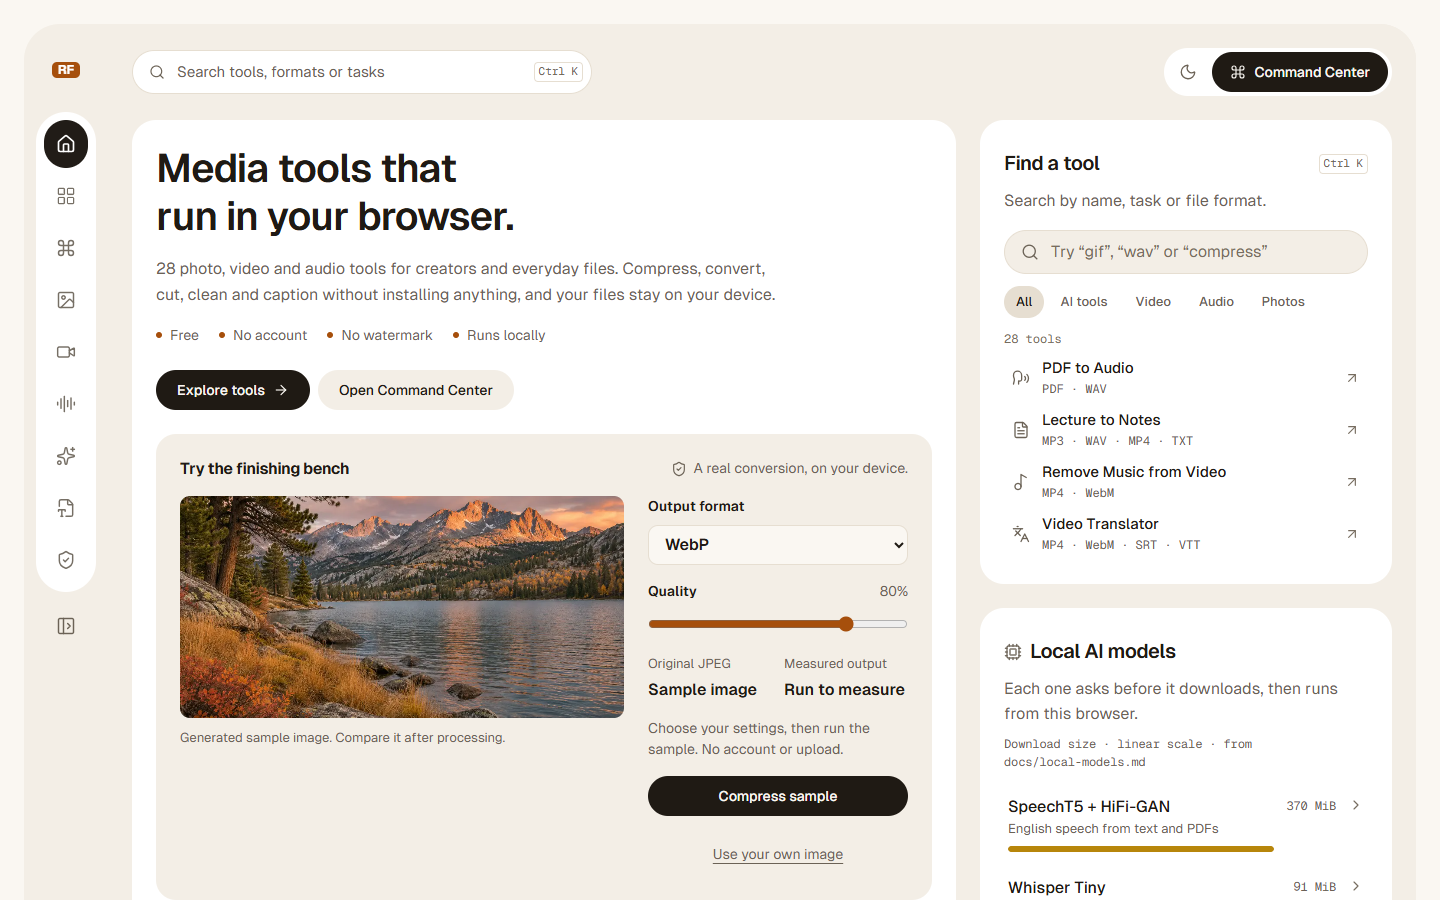 RF
Search tools, formats or tasks
Ctrl K
Command Center
Media tools that
run in your browser.
28 photo, video and audio tools for creators and everyday files. Compress, convert,
cut, clean and caption without installing anything, and your files stay on your device.
Free
No account
No watermark
Runs locally
Explore tools
Open Command Center
Try the finishing bench
A real conversion, on your device.
Generated sample image. Compare it after processing.
Output format
WebP
Quality
80%
Original JPEG
Measured output
Sample image
Run to measure
Choose your settings, then run the
sample. No account or upload.
Compress sample
Use your own image
Find a tool
Ctrl K
Search by name, task or file format.
Try “gif”, “wav” or “compress”
All
AI tools
Video
Audio
Photos
28 tools
PDF to Audio
PDF · WAV
Lecture to Notes
MP3 · WAV · MP4 · TXT
Remove Music from Video
MP4 · WebM
Video Translator
MP4 · WebM · SRT · VTT
Local AI models
Each one asks before it downloads, then runs
from this browser.
Download size · linear scale · from
docs/local-models.md
SpeechT5 + HiFi-GAN
370 MiB
English speech from text and PDFs
Whisper Tiny
91 MiB